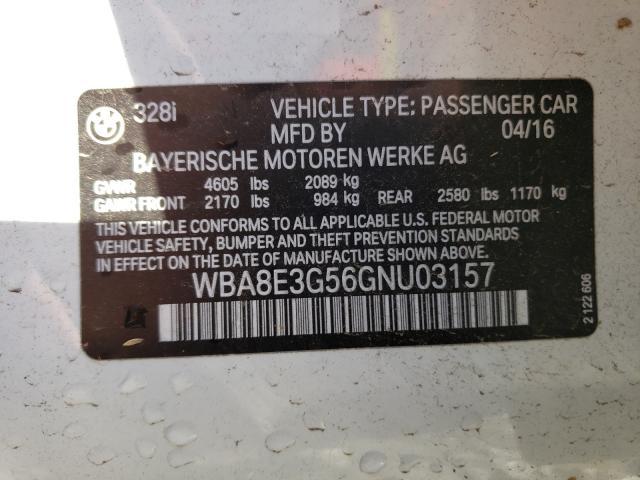 328i VEHICLE TYPE: PASSENGER CAR
MFD BY 04/16
BAYERISCHE MOTOREN WERKE AG
GVWR 4605 lbs 2089 kg
GAWR FRONT 2170 lbs 984 kg REAR 2580 lbs 1170 kg
THIS VEHICLE CONFORMS TO ALL APPLICABLE U.S. FEDERAL MOTOR
VEHICLE SAFETY, BUMPER AND THEFT PREVENTION STANDARDS
IN EFFECT ON THE DATE OF MANUFACTURE SHOWN ABOVE.
WBA8E3G56GNU03157
2 122 606